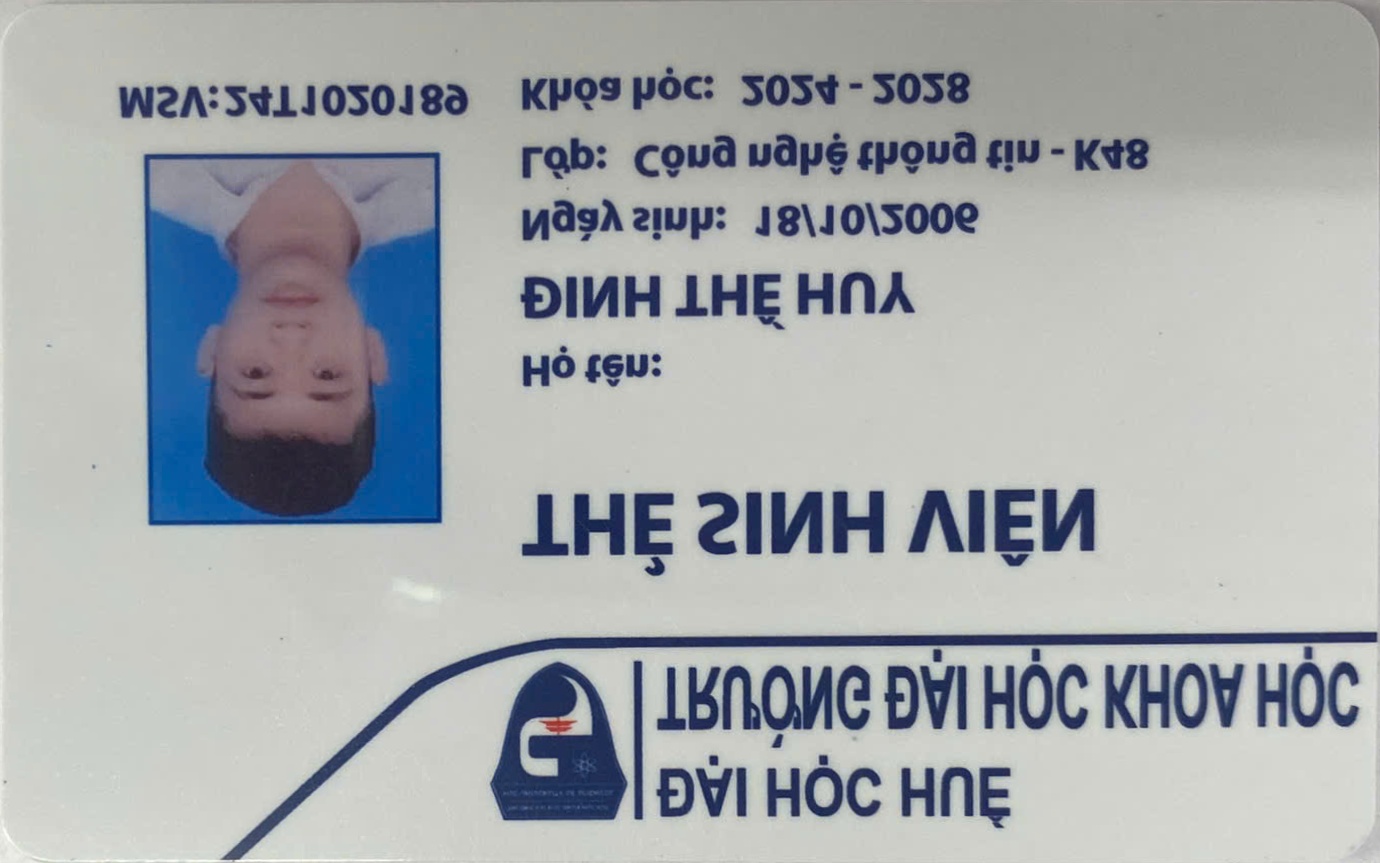 ĐẠI HỌC HUẾ
TRƯỜNG ĐẠI HỌC KHOA HỌC
THẺ SINH VIÊN
Họ tên:
ĐINH THẾ HUY
Ngày sinh: 18/10/2006
Lớp: Công nghệ thông tin - K48
Khóa học: 2024 - 2028
MSV:24T1020189